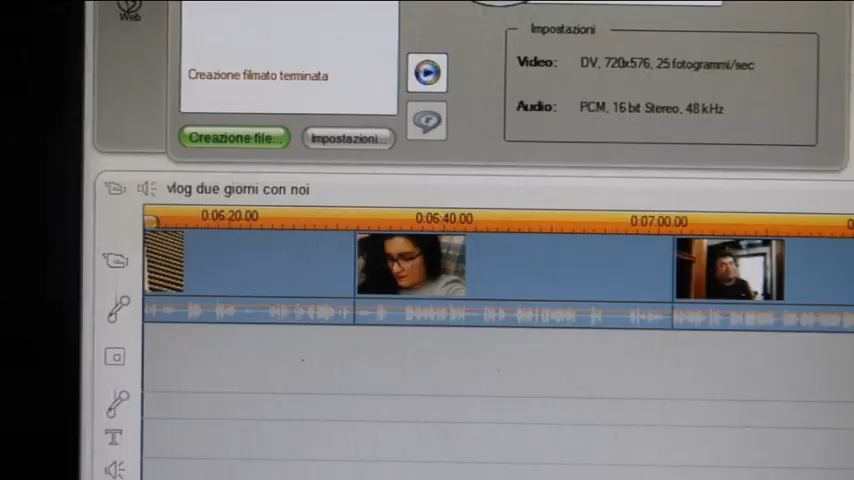 Web
Impostazioni
Video: DV, 720x576, 25 fotogrammi/sec
Creazione filmato terminata
Audio: PCM, 16 bit Stereo, 48 kHz
Creazione file... Impostazioni...
vlog due giorni con noi
0:06:20.00 0:06:40.00 0:07:00.00
T